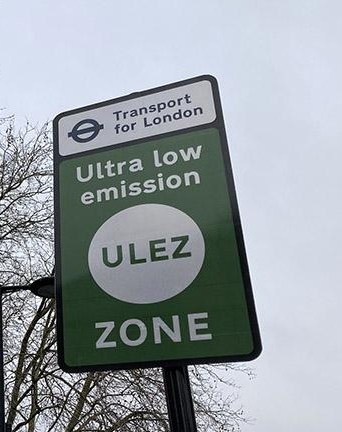 Transport
for London
Ultra low
emission
ULEZ
ZONE